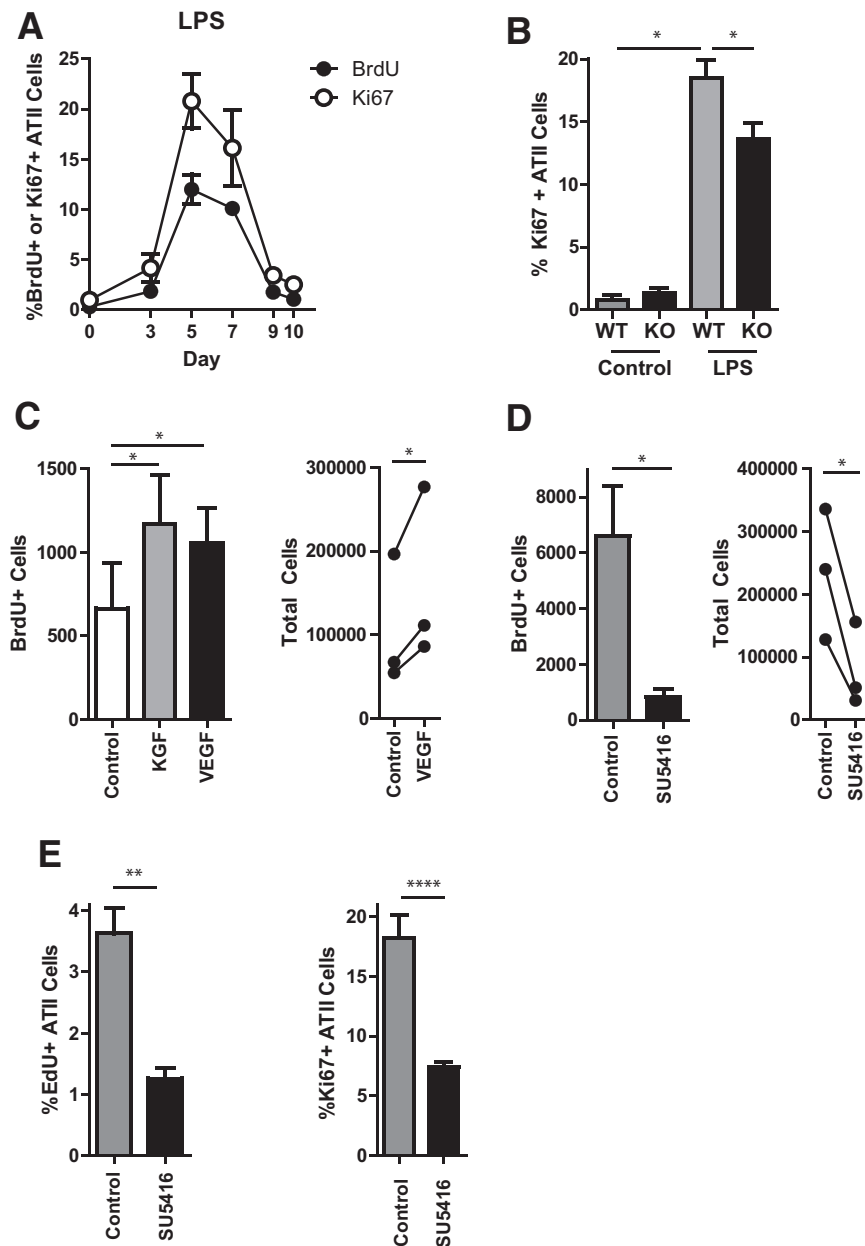 A
LPS
%BrdU+ or Ki67+ ATII Cells
25
20
15
10
5
0
0 3 5 7 9 10
Day
BrdU
Ki67
B
*
*
% Ki67 + ATII Cells
20
15
10
5
0
WT KO WT KO
Control LPS
C
*
*
BrdU+ Cells
1500
1000
500
0
Control
KGF
VEGF
*
Total Cells
300000
200000
100000
0
Control
VEGF
D
*
BrdU+ Cells
8000
6000
4000
2000
0
Control
SU5416
*
Total Cells
400000
300000
200000
100000
0
Control
SU5416
E
**
%EdU+ ATII Cells
4
3
2
1
0
Control
SU5416
****
%Ki67+ ATII Cells
20
15
10
5
0
Control
SU5416